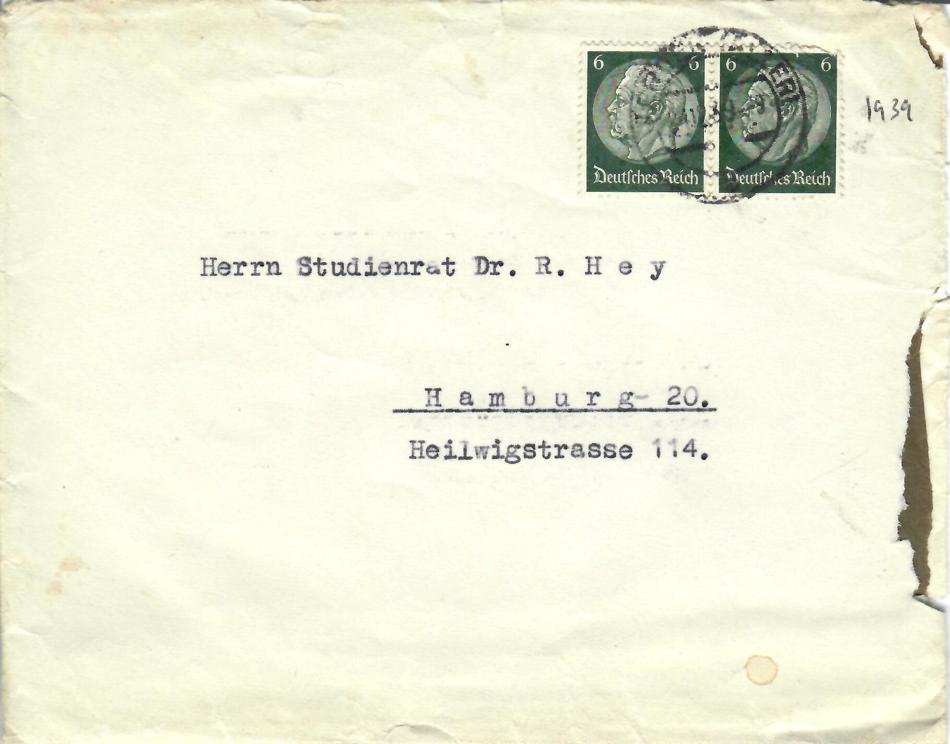 6 6 6 6
Deutsches Reich Deutsches Reich
1939
Herrn Studienrat Dr. R. H e y
H a m b u r g- 20.
Heilwigstrasse 114.